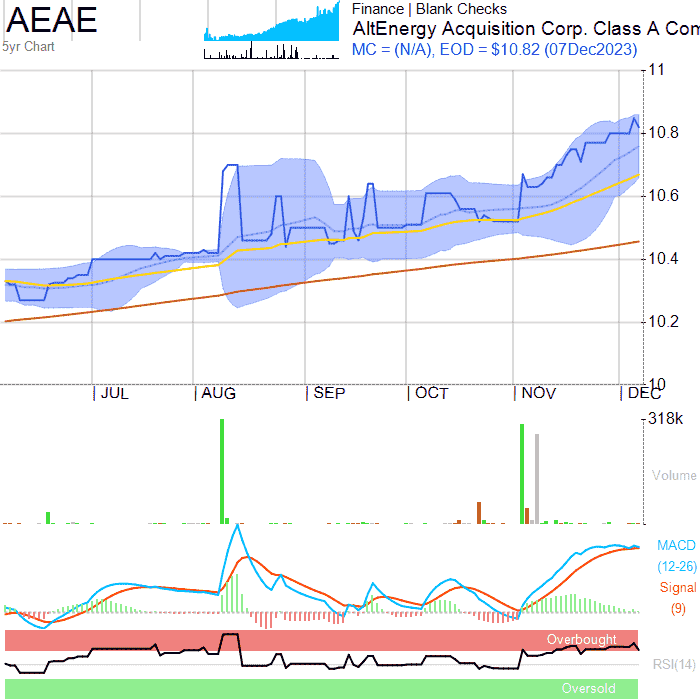 AEAE
5yr Chart
Finance | Blank Checks
AltEnergy Acquisition Corp. Class A Com
MC = (N/A), EOD = $10.82 (07Dec2023)
11
10.8
10.6
10.4
10.2
10
JUL AUG SEP OCT NOV DEC
318k
Volume
MACD
(12-26)
Signal
(9)
Overbought
RSI(14)
Oversold